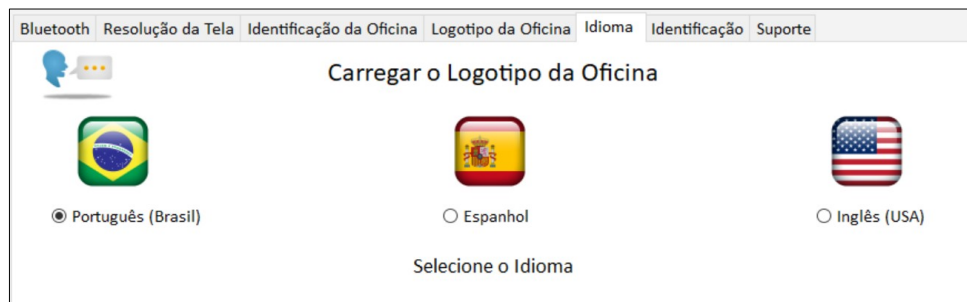 Bluetooth Resolução da Tela Identificação da Oficina Logotipo da Oficina Idioma Identificação Suporte
Carregar o Logotipo da Oficina
Português (Brasil) Espanhol Inglês (USA)
Selecione o Idioma